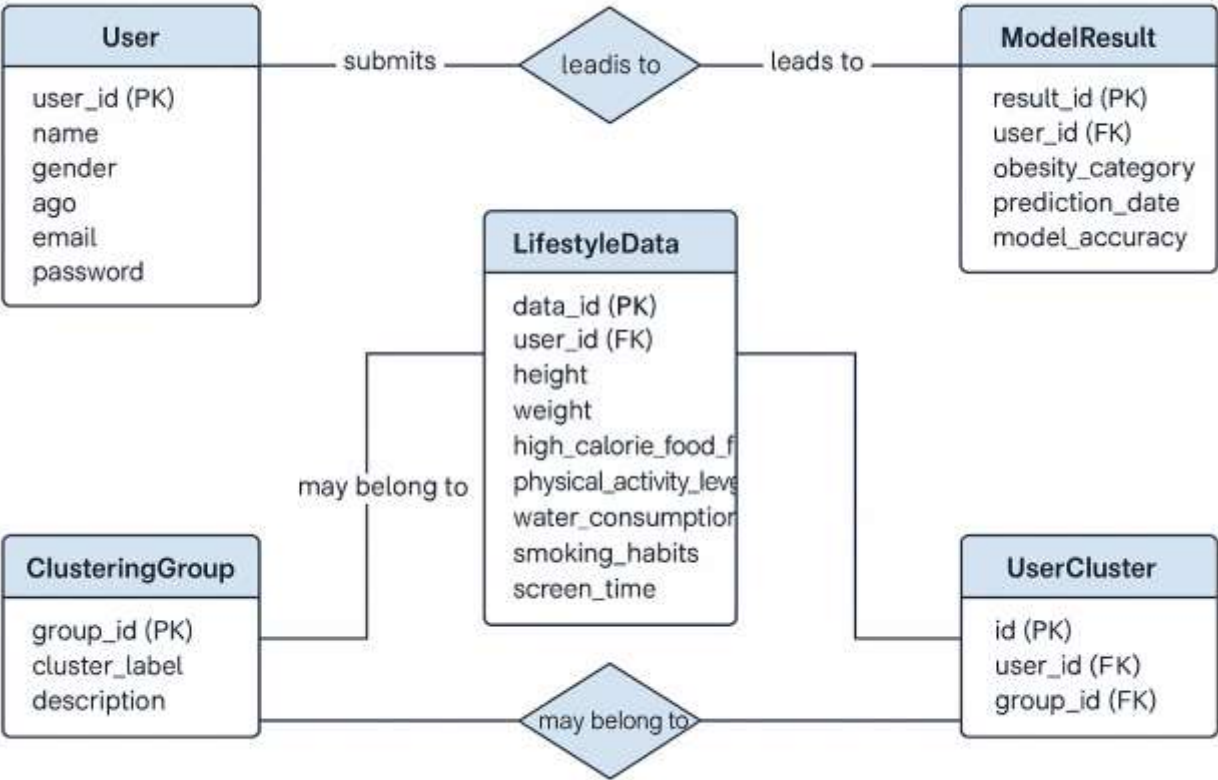 User
user_id (PK)
name
gender
ago
email
password
submits
leadis to
leads to
ModelResult
result_id (PK)
user_id (FK)
obesity_category
prediction_date
model_accuracy
LifestyleData
data_id (PK)
user_id (FK)
height
weight
high_calorie_food_f
physical_activity_leve
water_consumption
smoking_habits
screen_time
may belong to
ClusteringGroup
group_id (PK)
cluster_label
description
may belong to
UserCluster
id (PK)
user_id (FK)
group_id (FK)